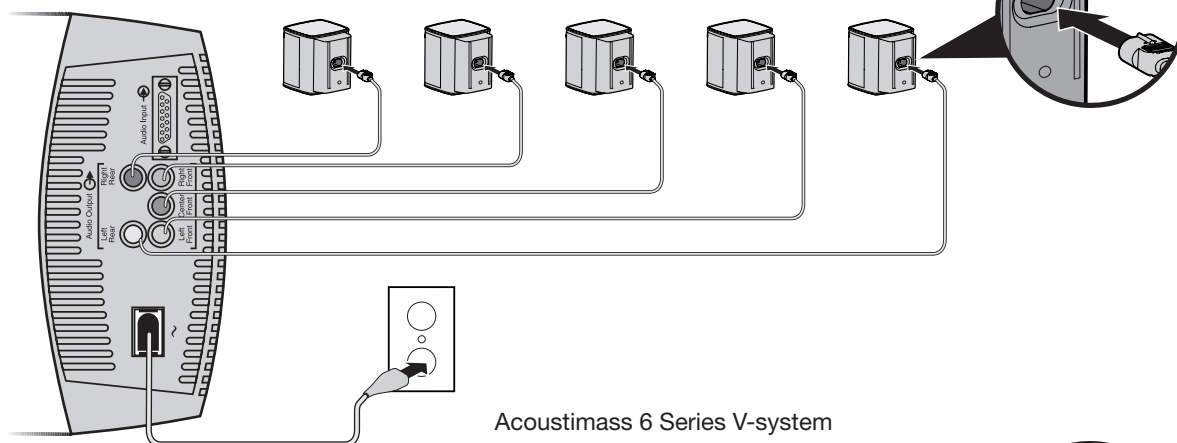 Audio Input
Audio Output
Right
Rear
Right
Front
Center
Front
Left
Rear
Left
Front
~
Acoustimass 6 Series V-system